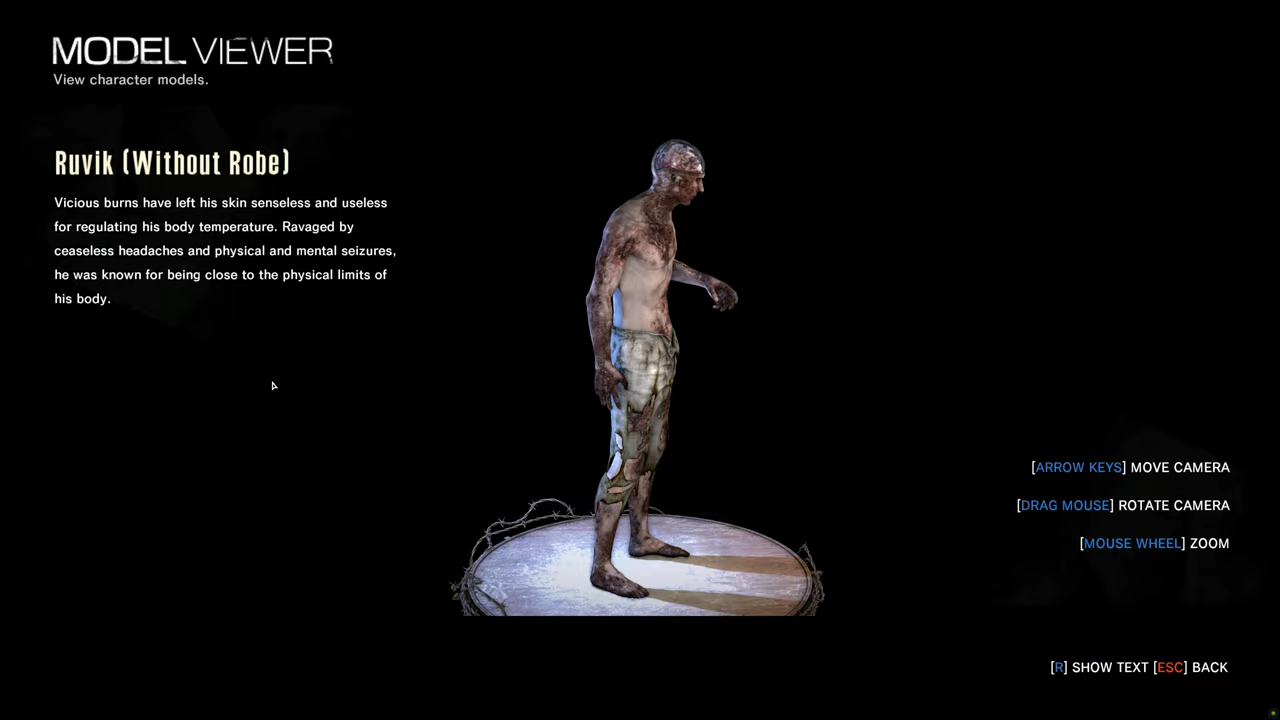 MODEL VIEWER
View character models.
Ruvik (Without Robe)
Vicious burns have left his skin senseless and useless
for regulating his body temperature. Ravaged by
ceaseless headaches and physical and mental seizures,
he was known for being close to the physical limits of
his body.
[ARROW KEYS] MOVE CAMERA
[DRAG MOUSE] ROTATE CAMERA
[MOUSE WHEEL] ZOOM
[R] SHOW TEXT [ESC] BACK